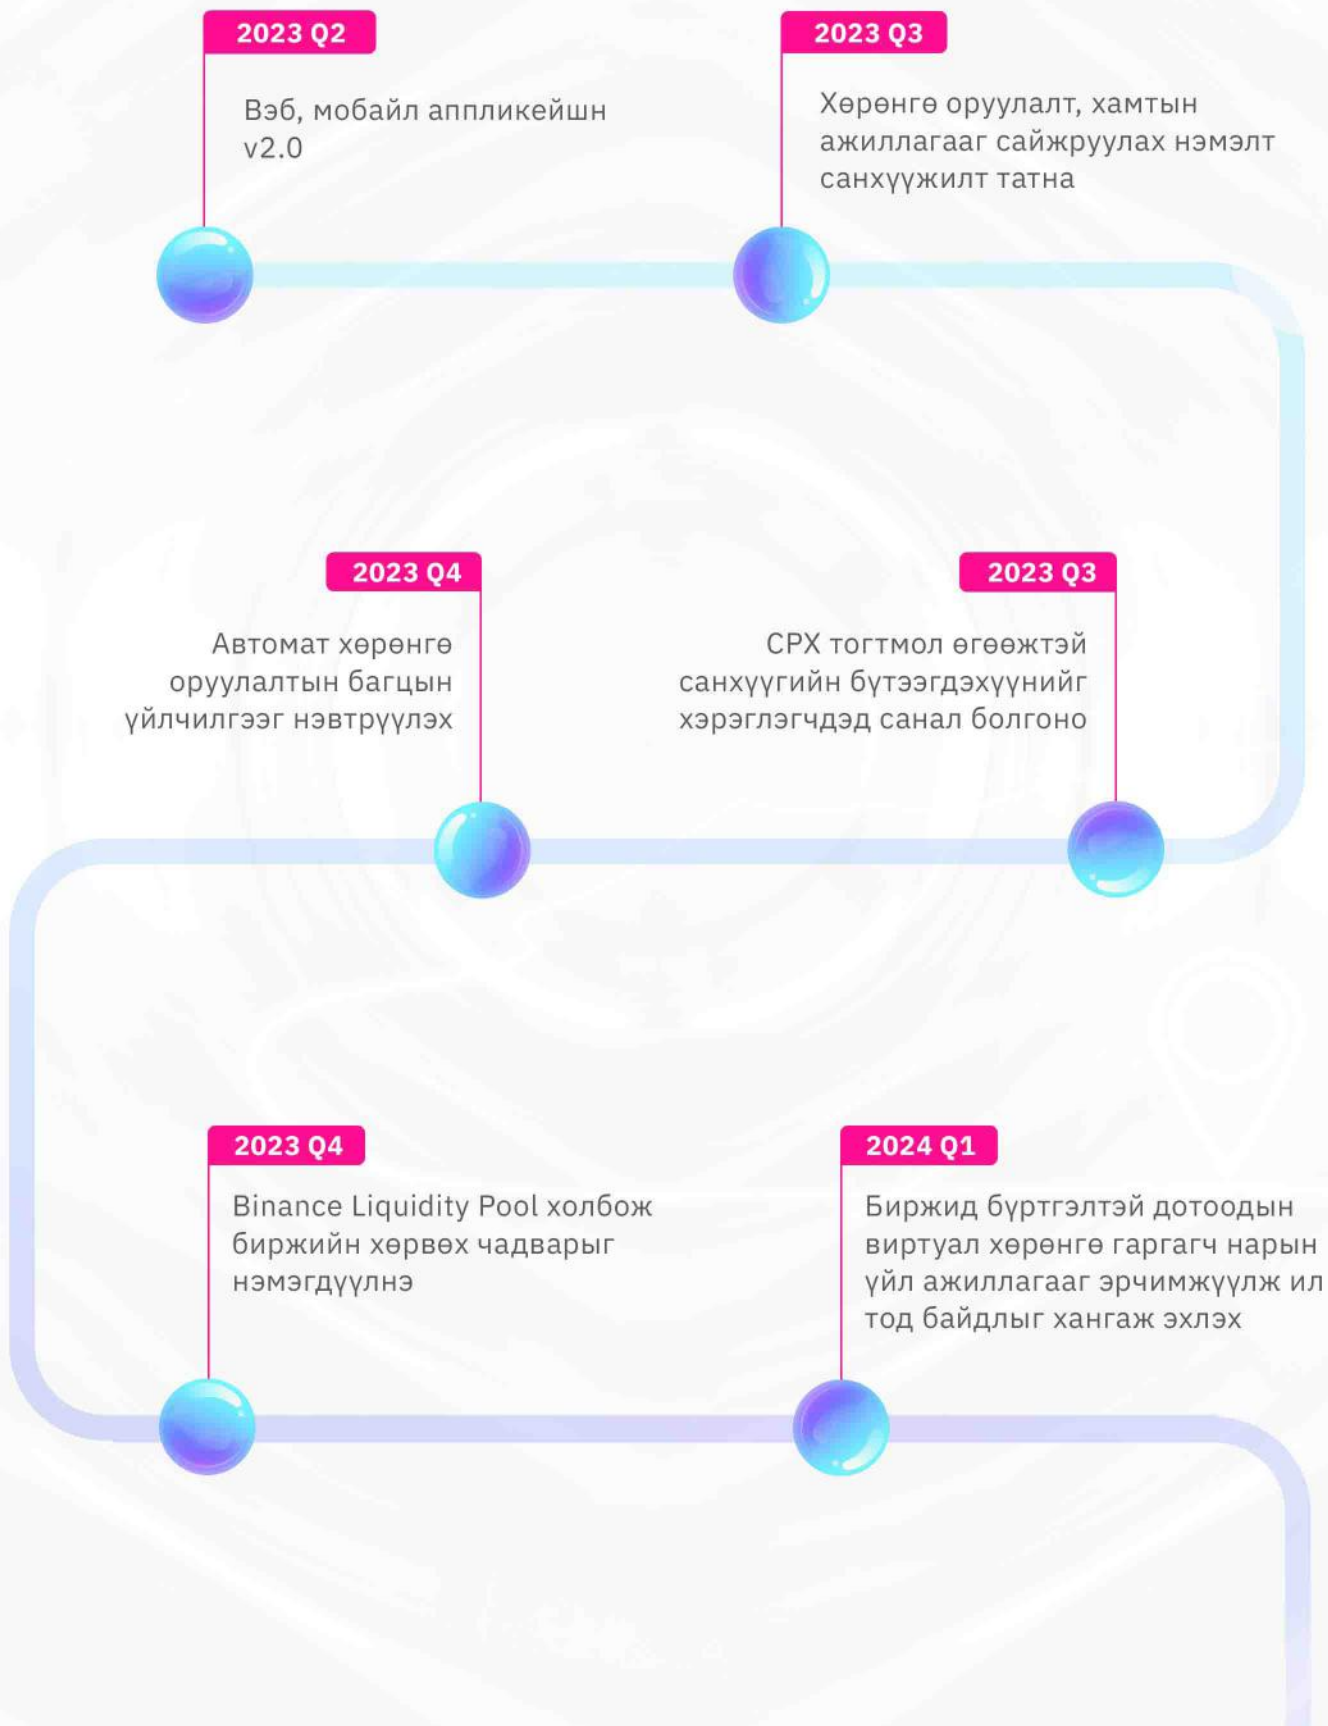 2023 Q2
Вэб, мобайл аппликейшн
v2.0
2023 Q3
Хөрөнгө оруулалт, хамтын
ажиллагааг сайжруулах нэмэлт
санхүүжилт татна
2023 Q3
CPX тогтмол өгөөжтэй
санхүүгийн бүтээгдэхүүнийг
хэрэглэгчдэд санал болгоно
2023 Q4
Автомат хөрөнгө
оруулалтын багцын
үйлчилгээг нэвтрүүлэх
2023 Q4
Binance Liquidity Pool холбож
биржийн хөрвөх чадварыг
нэмэгдүүлнэ
2024 Q1
Биржид бүртгэлтэй дотоодын
виртуал хөрөнгө гаргагч нарын
үйл ажиллагааг эрчимжүүлж ил
тод байдлыг хангаж эхлэх